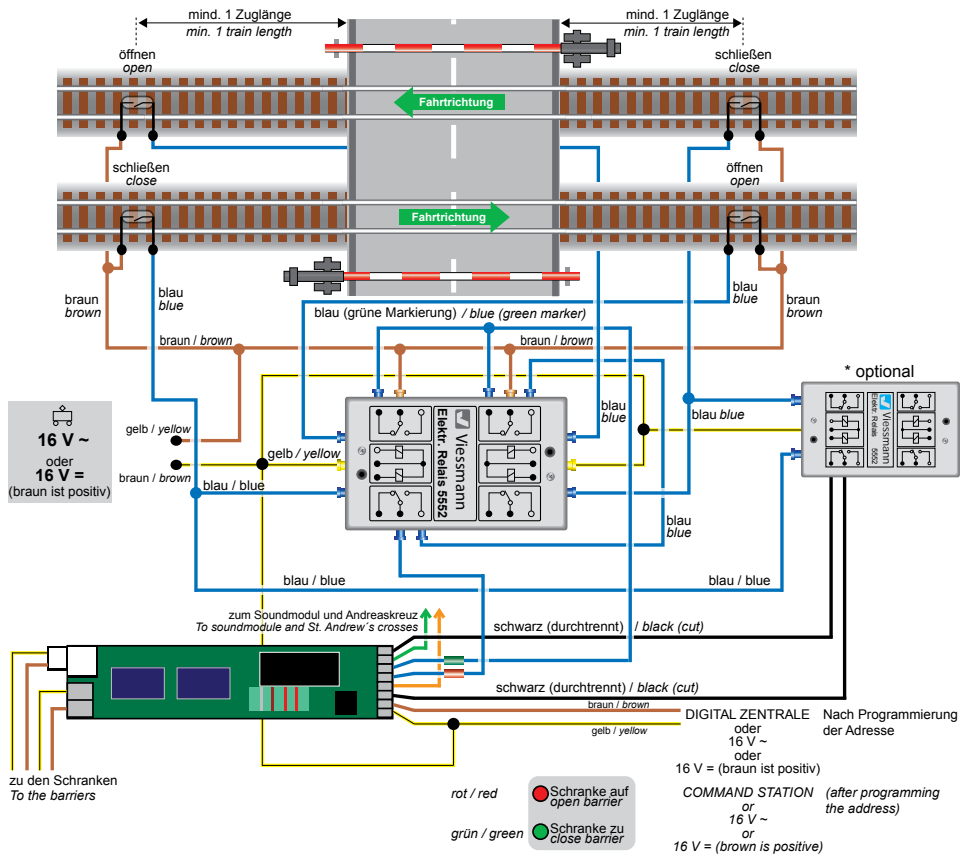 mind. 1 Zuglänge
min. 1 train length
mind. 1 Zuglänge
min. 1 train length
öffnen
open
schließen
close
Fahrtrichtung
schließen
close
öffnen
open
Fahrtrichtung
braun
brown
blau
blue
blau
blue
braun
brown
blau (grüne Markierung) / blue (green marker)
braun / brown
braun / brown
* optional
16 V ~
oder
16 V =
(braun ist positiv)
gelb / yellow
braun / brown
gelb / yellow
blau / blue
Viessmann
Elektr. Relais 5552
blau
blue
blau blue
Viessmann
Elektr. Relais 5552
blau
blue
blau / blue
blau / blue
zum Soundmodul und Andreaskreuz
To soundmodule and St. Andrew´s crosses
schwarz (durchtrennt) / black (cut)
schwarz (durchtrennt) / black (cut)
braun / brown
gelb / yellow
DIGITAL ZENTRALE
oder
16 V ~
oder
16 V = (braun ist positiv)
Nach Programmierung
der Adresse
COMMAND STATION
or
16 V ~
or
16 V = (brown is positive)
(after programming
the address)
zu den Schranken
To the barriers
rot / red
Schranke auf
open barrier
grün / green
Schranke zu
close barrier